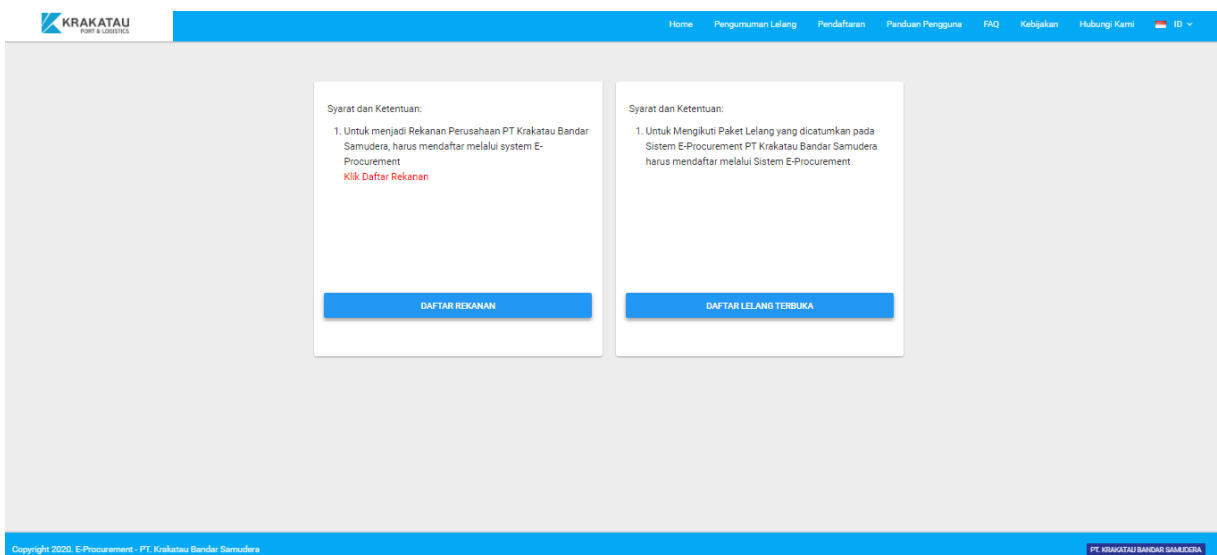 KRAKATAU
PORT & LOGISTICS
Home Pengumuman Lelang Pendaftaran Panduan Pengguna FAQ Kebijakan Hubungi Kami ID
Syarat dan Ketentuan:
1. Untuk menjadi Rekanan Perusahaan PT Krakatau Bandar
Samudera, harus mendaftar melalui system E-
Procurement
Klik Daftar Rekanan
DAFTAR REKANAN
Syarat dan Ketentuan:
1. Untuk Mengikuti Paket Lelang yang dicatumkan pada
Sistem E-Procurement PT Krakatau Bandar Samudera
harus mendaftar melalui Sistem E-Procurement
DAFTAR LELANG TERBUKA
Copyright 2020. E-Procurement - PT. Krakatau Bandar Samudera
PT. KRAKATAU BANDAR SAMUDERA